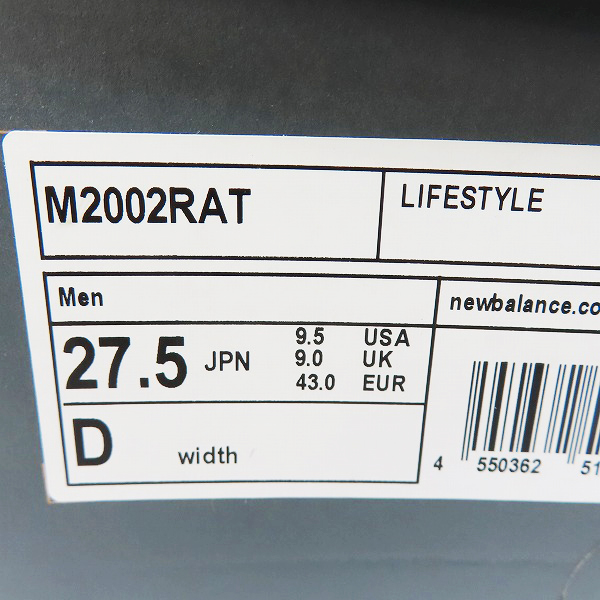 M2002RAT
LIFESTYLE
Men
newbalance.co
27.5 JPN
9.5 USA
9.0 UK
43.0 EUR
D width
4 550362 51